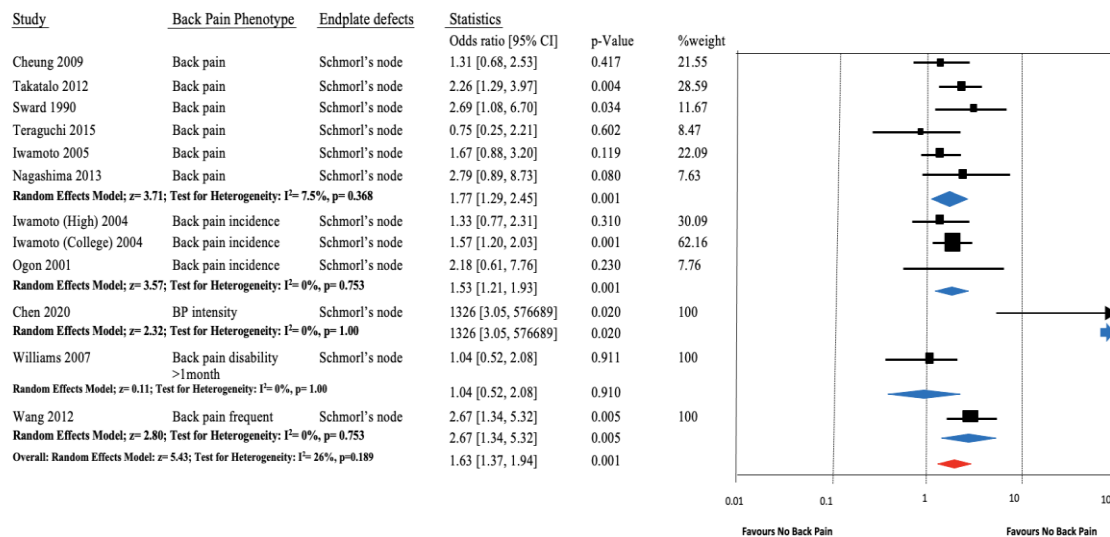 Study Back Pain Phenotype Endplate defects Statistics
Odds ratio [95% CI] p-Value %weight
Cheung 2009 Back pain Schmorl's node 1.31 [0.68, 2.53] 0.417 21.55
Takatalo 2012 Back pain Schmorl's node 2.26 [1.29, 3.97] 0.004 28.59
Sward 1990 Back pain Schmorl's node 2.69 [1.08, 6.70] 0.034 11.67
Teraguchi 2015 Back pain Schmorl's node 0.75 [0.25, 2.21] 0.602 8.47
Iwamoto 2005 Back pain Schmorl's node 1.67 [0.88, 3.20] 0.119 22.09
Nagashima 2013 Back pain Schmorl's node 2.79 [0.89, 8.73] 0.080 7.63
Random Effects Model; z= 3.71; Test for Heterogeneity: I²= 7.5%, p= 0.368 1.77 [1.29, 2.45] 0.001
Iwamoto (High) 2004 Back pain incidence Schmorl's node 1.33 [0.77, 2.31] 0.310 30.09
Iwamoto (College) 2004 Back pain incidence Schmorl's node 1.57 [1.20, 2.03] 0.001 62.16
Ogon 2001 Back pain incidence Schmorl's node 2.18 [0.61, 7.76] 0.230 7.76
Random Effects Model; z= 3.57; Test for Heterogeneity: I²= 0%, p= 0.753 1.53 [1.21, 1.93] 0.001
Chen 2020 BP intensity Schmorl's node 1326 [3.05, 576689] 0.020 100
Random Effects Model; z= 2.32; Test for Heterogeneity: I²= 0%, p= 1.00 1326 [3.05, 576689] 0.020
Williams 2007 Back pain disability Schmorl's node 1.04 [0.52, 2.08] 0.911 100
>1month
Random Effects Model; z= 0.11; Test for Heterogeneity: I²= 0%, p= 1.00 1.04 [0.52, 2.08] 0.910
Wang 2012 Back pain frequent Schmorl's node 2.67 [1.34, 5.32] 0.005 100
Random Effects Model; z= 2.80; Test for Heterogeneity: I²= 0%, p= 0.753 2.67 [1.34, 5.32] 0.005
Overall: Random Effects Model: z= 5.43; Test for Heterogeneity: I²= 26%, p=0.189 1.63 [1.37, 1.94] 0.001
0.01 0.1 1 10
Favours No Back Pain Favours No Back Pain